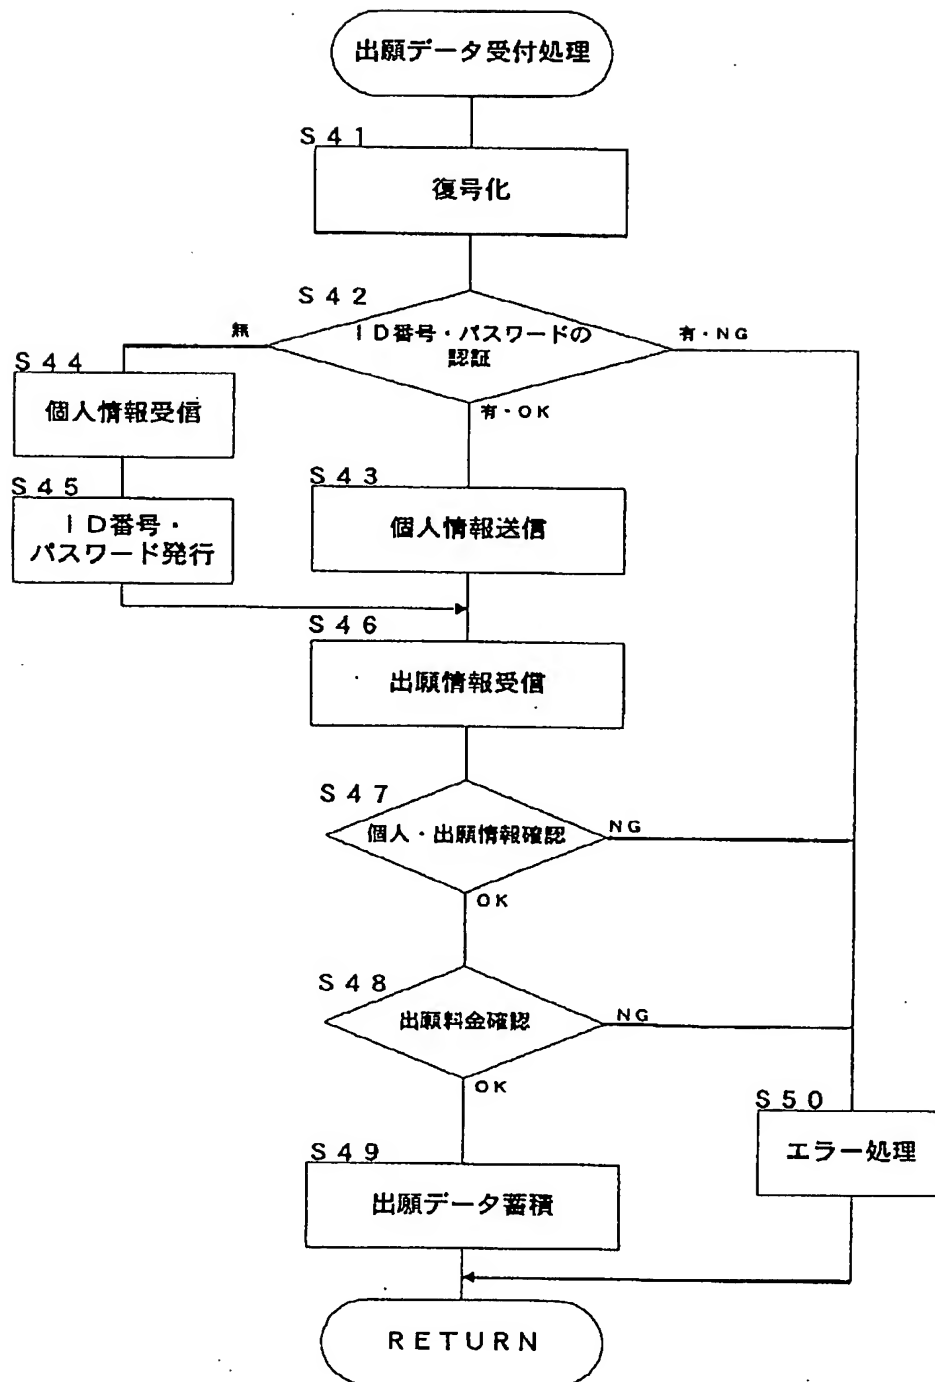 出願データ受付処理
S41
復号化
S42
ID番号・パスワードの
認証
無
有・NG
有・OK
S44
個人情報受信
S45
ID番号・
パスワード発行
S43
個人情報送信
S46
出願情報受信
S47
個人・出願情報確認
NG
OK
S48
出願料金確認
NG
OK
S49
出願データ蓄積
S50
エラー処理
RETURN